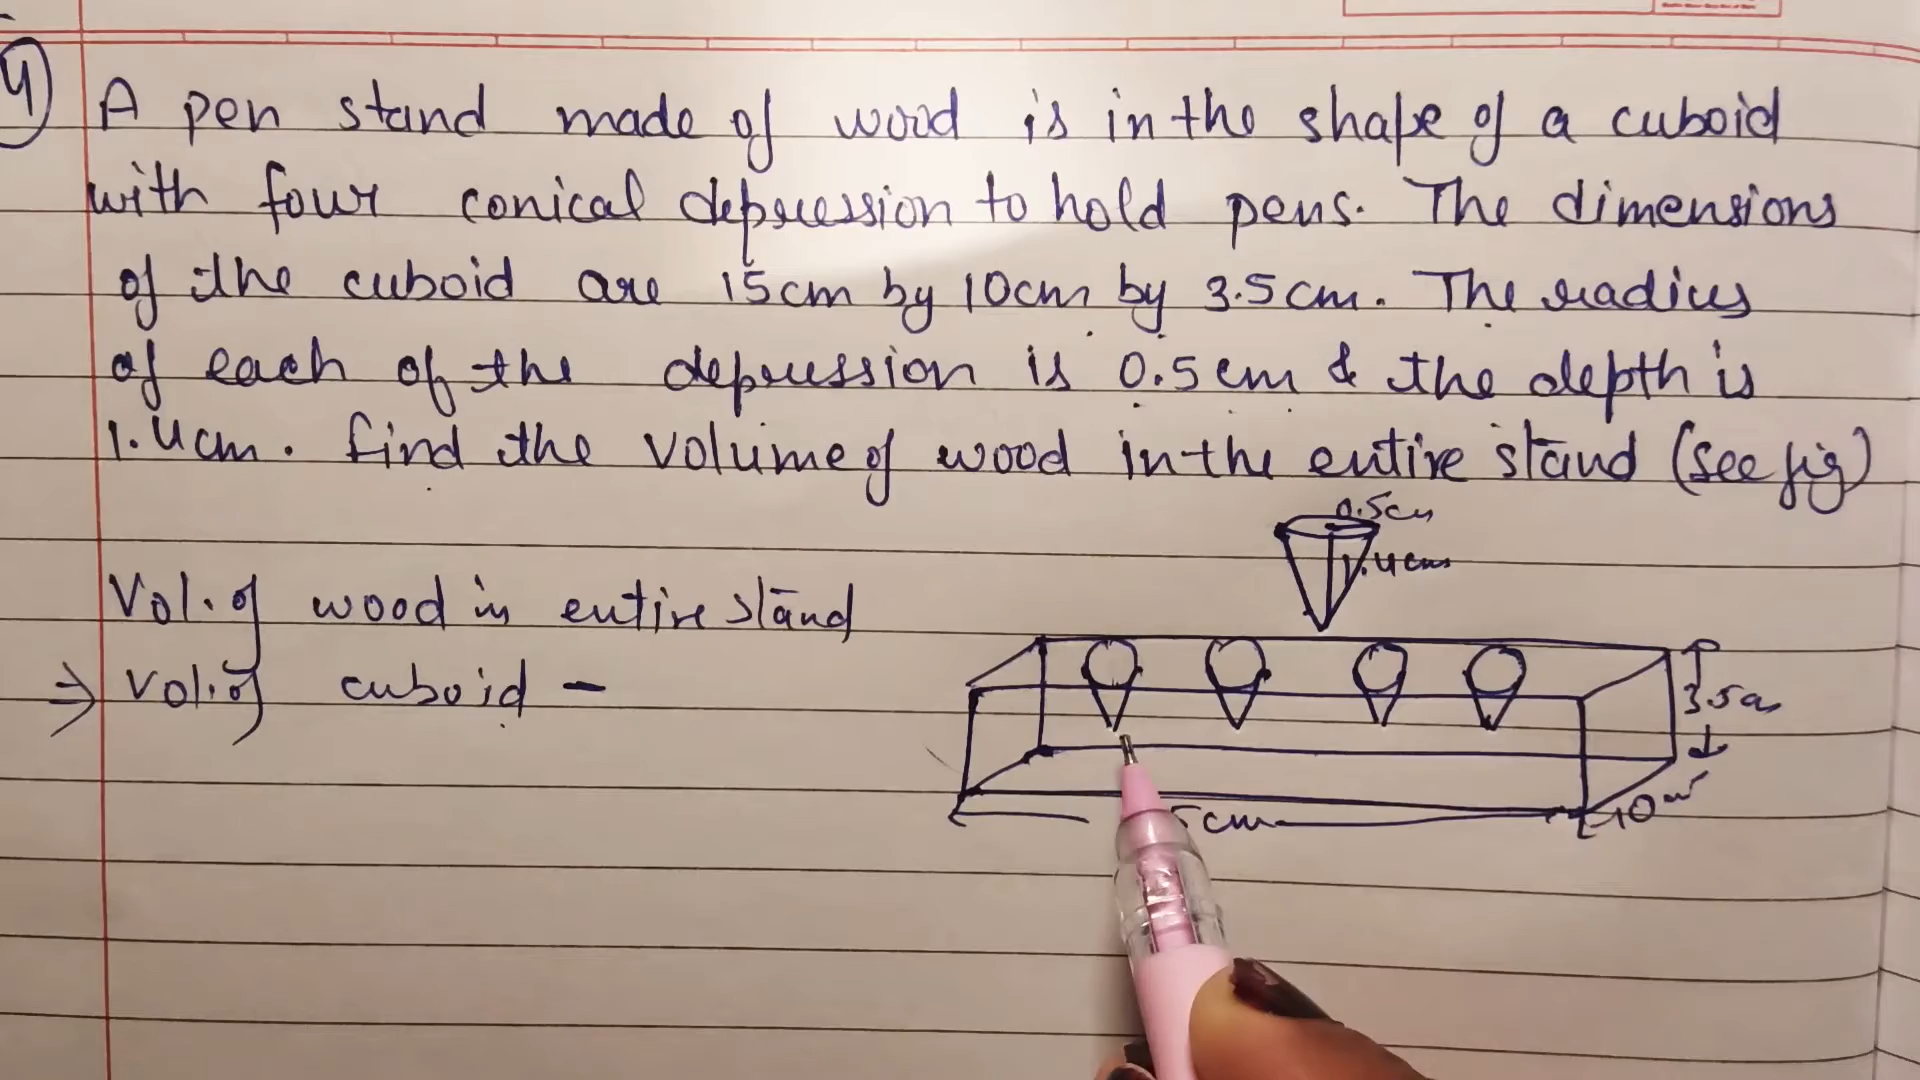 4) A pen stand made of wood is in the shape of a cuboid
with four conical depression to hold pens. The dimensions
of the cuboid are 15cm by 10cm by 3.5cm. The radius
of each of the depression is 0.5cm & the depth is
1.4cm. find the volume of wood in the entire stand (see fig)
0.5cm
1.4cm
Vol. of wood in entire stand
⇒ Vol. of cuboid -
3.5cm
10cm
5cm